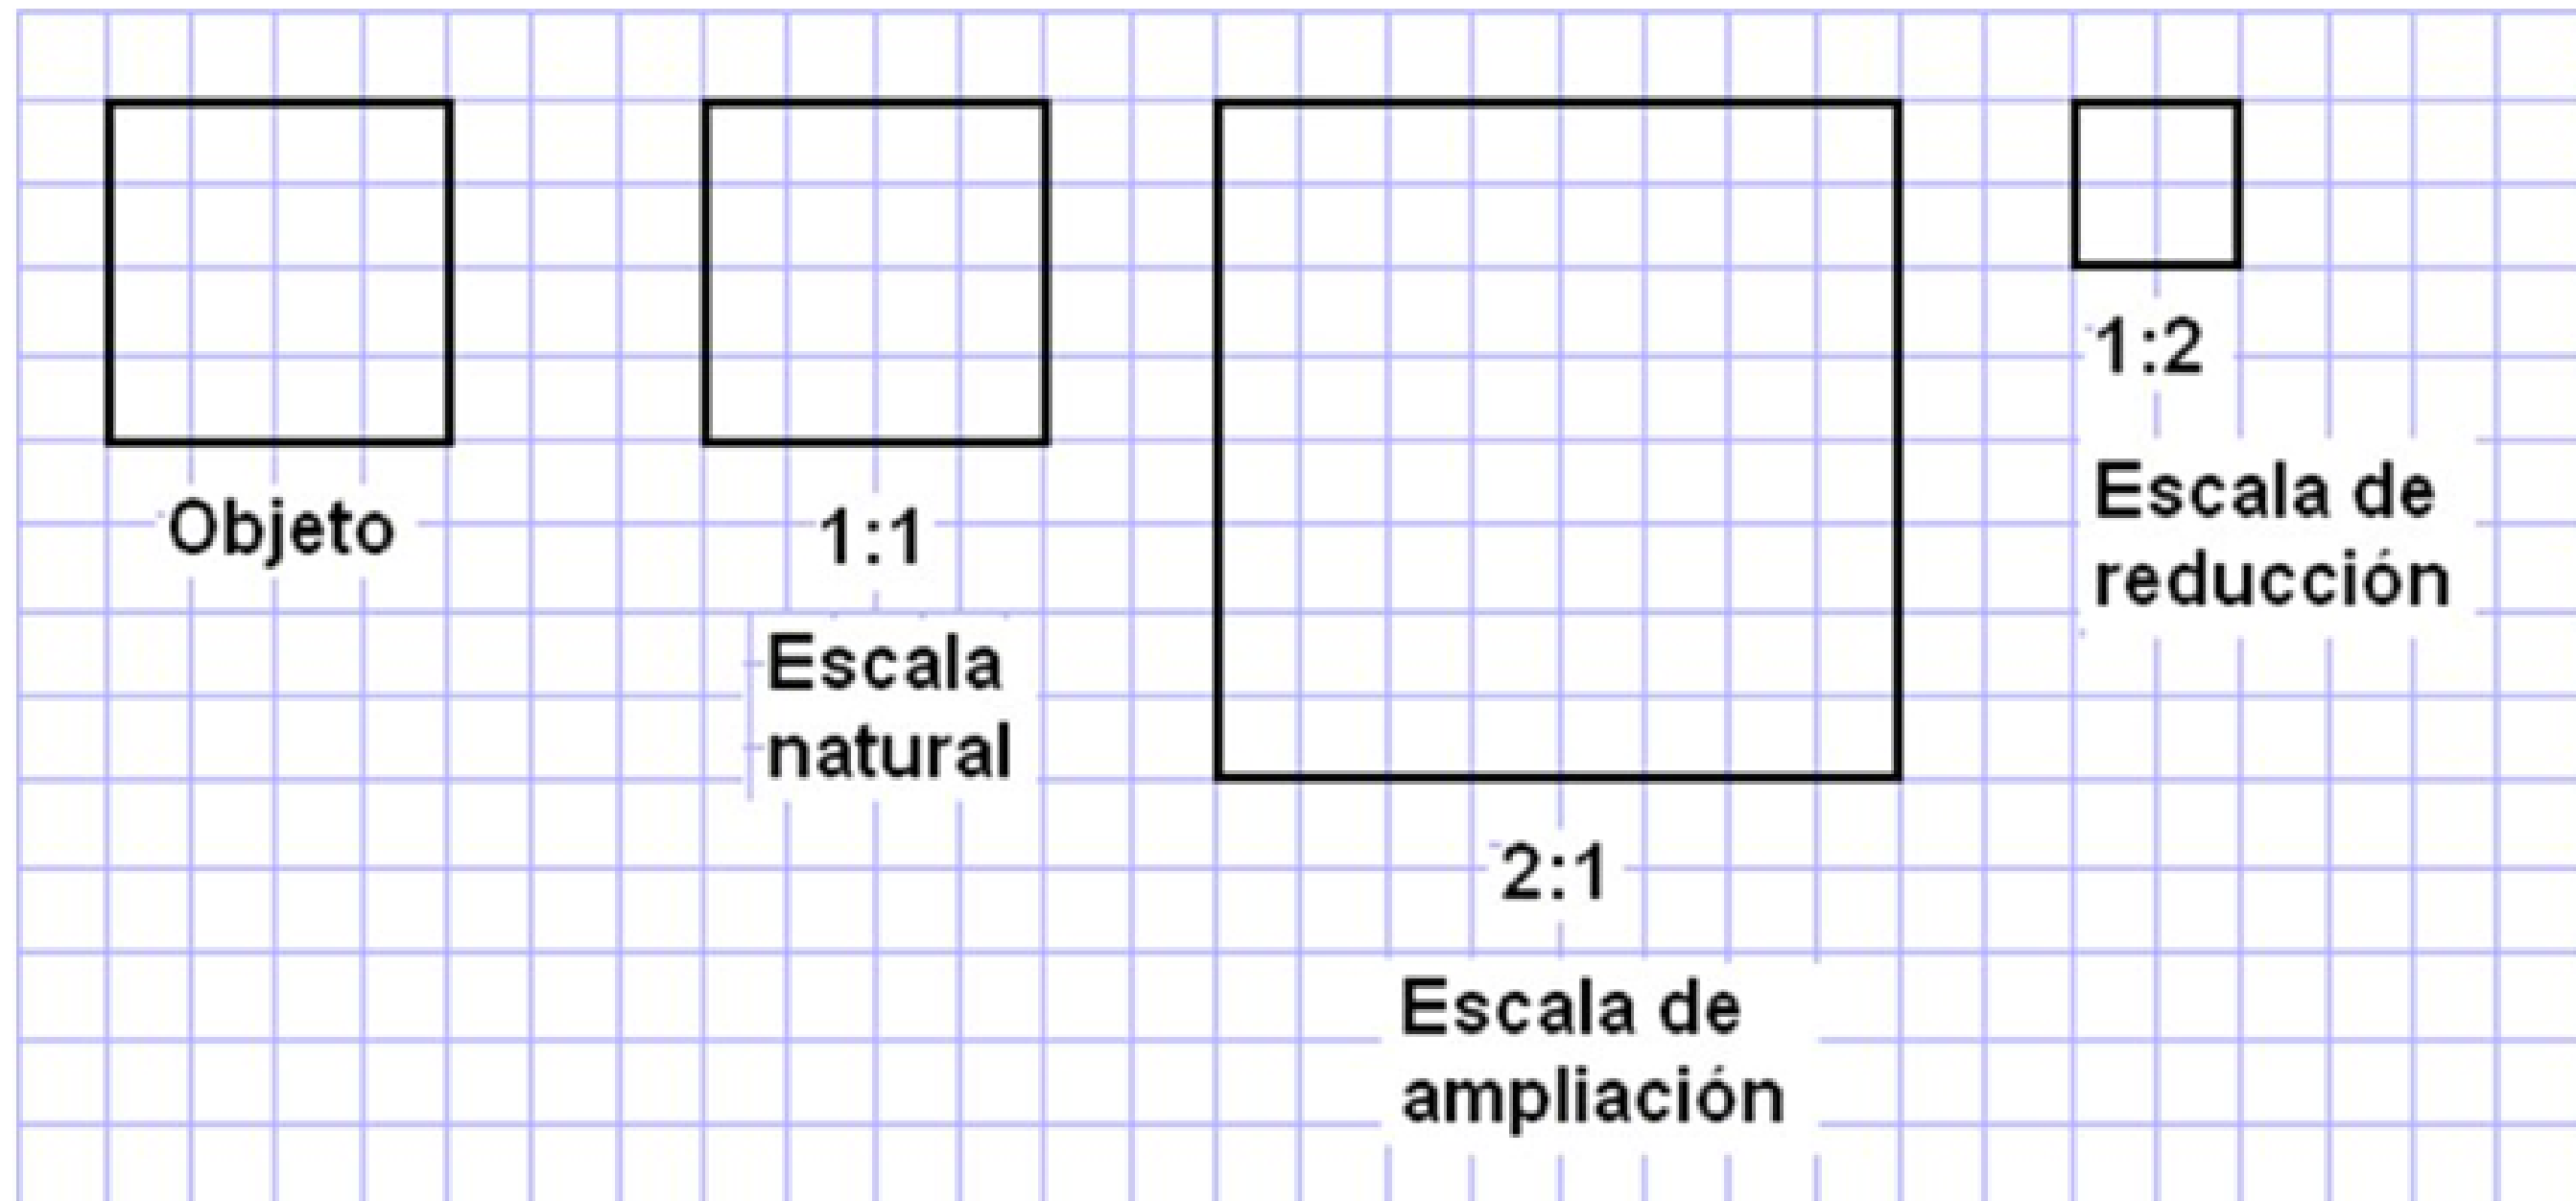 Objeto
1:1
Escala
natural
2:1
Escala de
ampliación
1:2
Escala de
reducción